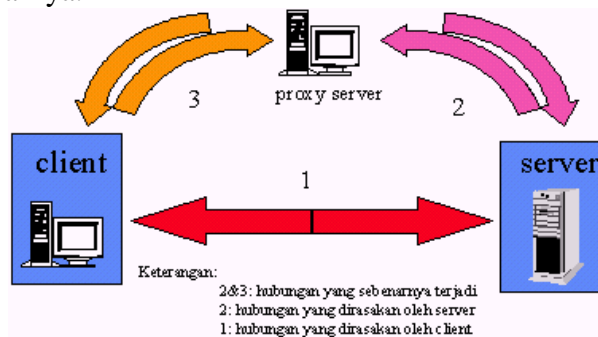 proxy server
3
2
client
server
1
Keterangan:
2&3: hubungan yang sebenarnya terjadi
2: hubungan yang dirasakan oleh server
1: hubungan yang dirasakan oleh client